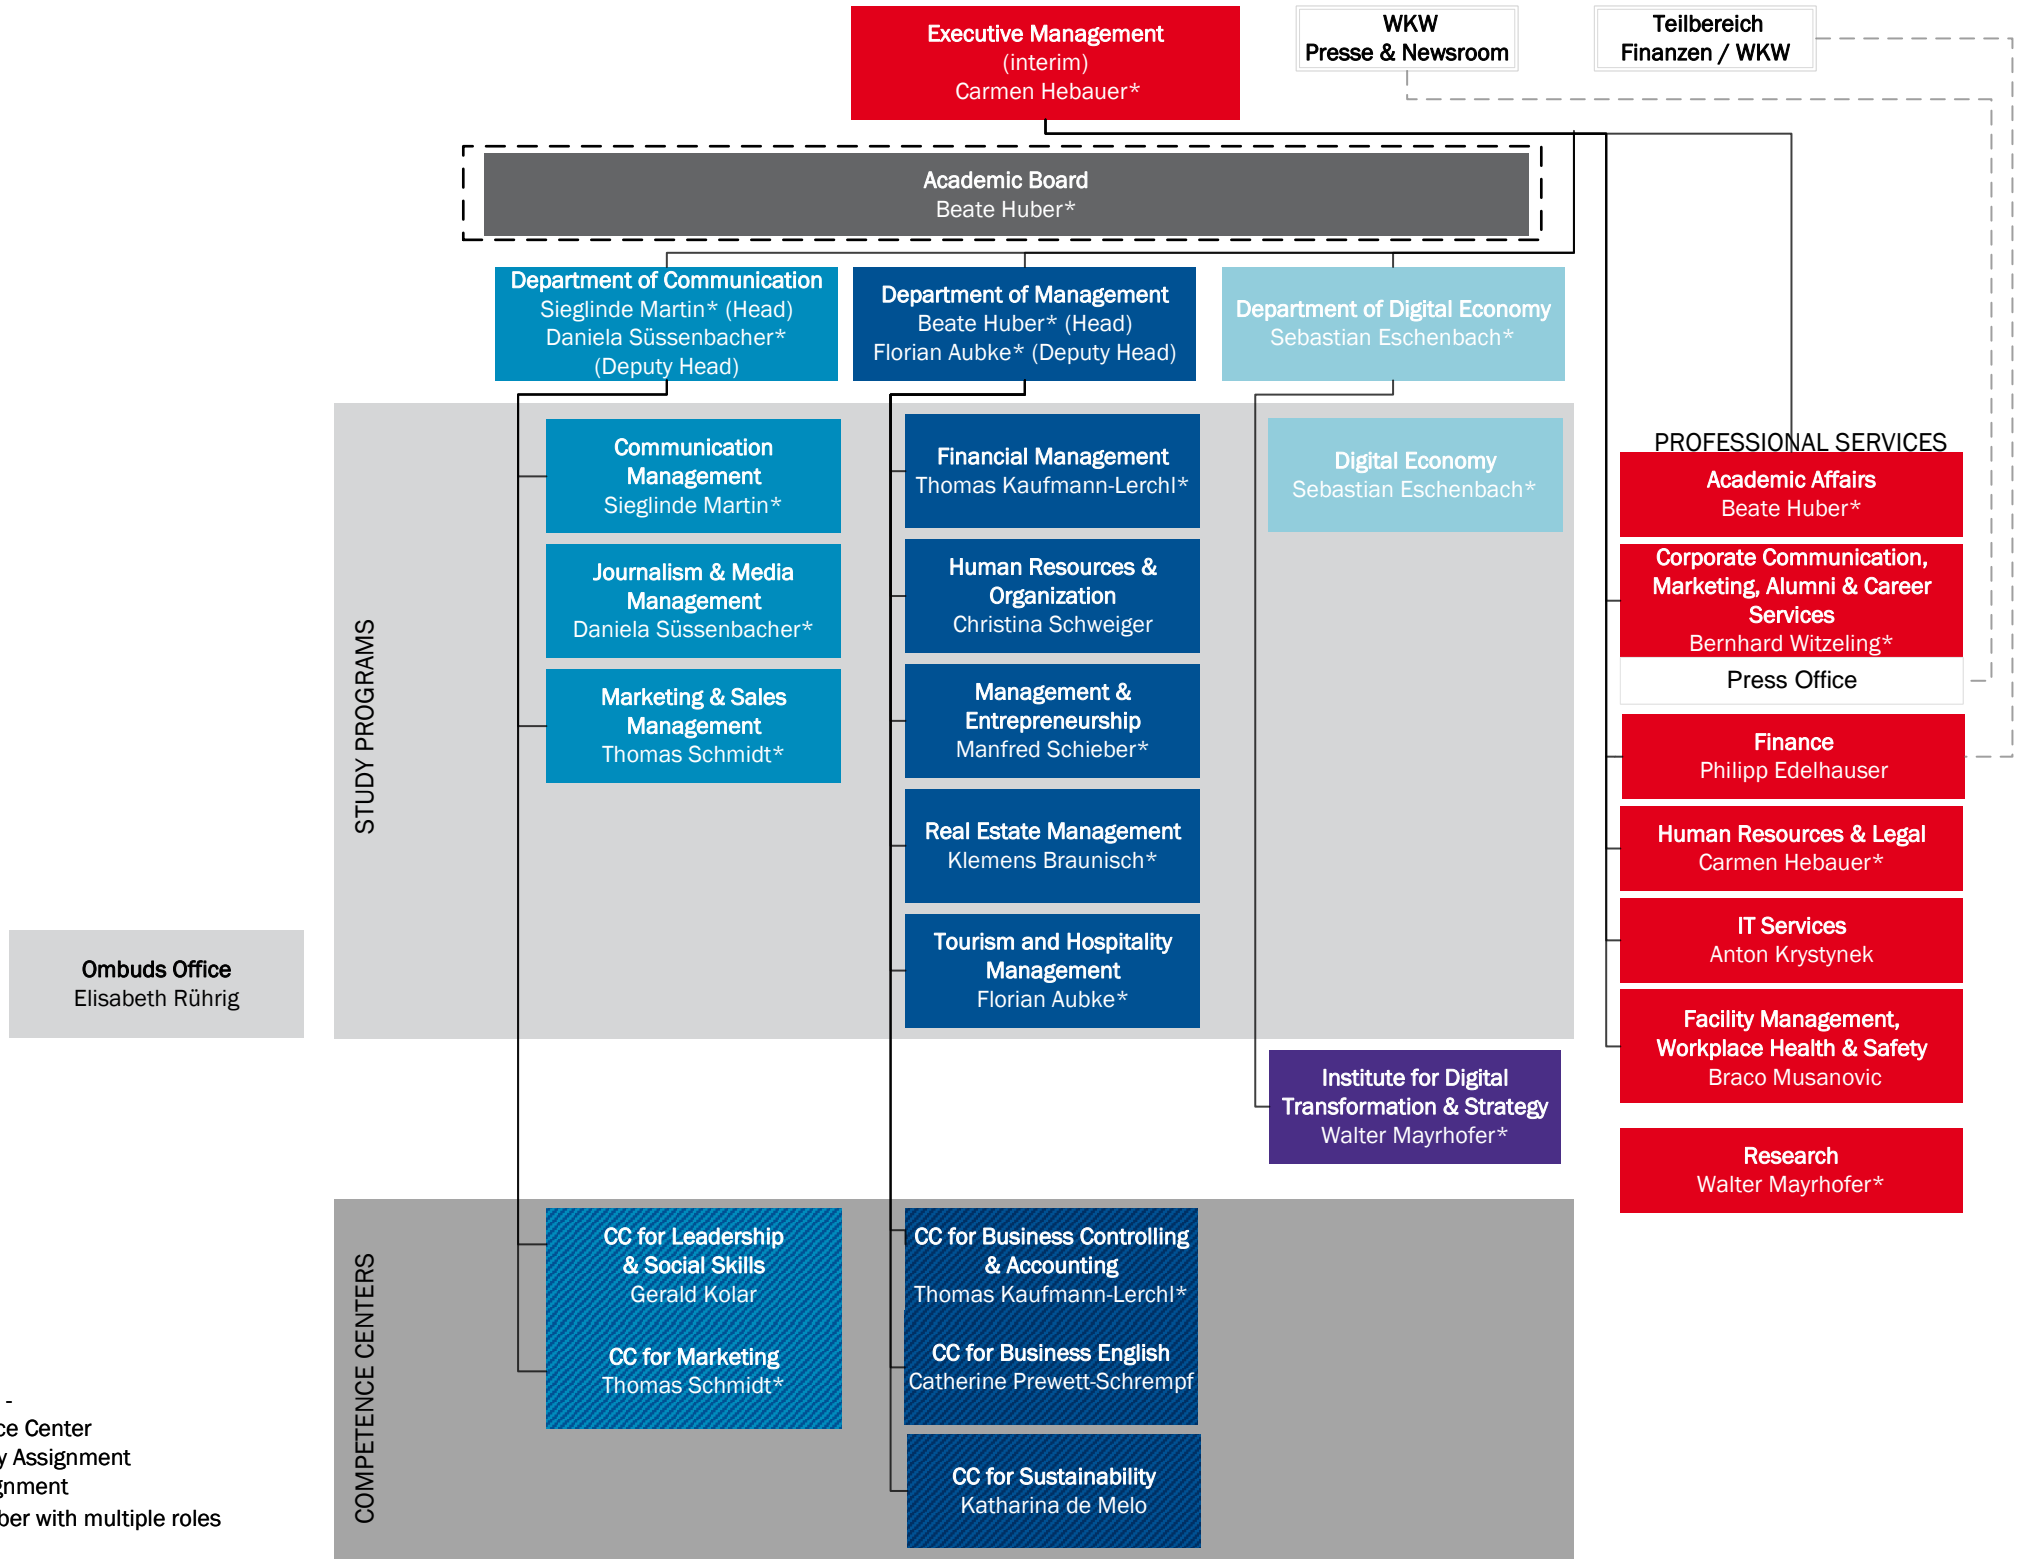 Executive Management
(interim)
Carmen Hebauer*
WKW
Presse & Newsroom
Teilbereich
Finanzen / WKW
Academic Board
Beate Huber*
Department of Communication
Sieglinde Martin* (Head)
Daniela Süssenbacher*
(Deputy Head)
Department of Management
Beate Huber* (Head)
Florian Aubke* (Deputy Head)
Department of Digital Economy
Sebastian Eschenbach*
STUDY PROGRAMS
Communication
Management
Sieglinde Martin*
Journalism & Media
Management
Daniela Süssenbacher*
Marketing & Sales
Management
Thomas Schmidt*
Financial Management
Thomas Kaufmann-Lerchl*
Human Resources &
Organization
Christina Schweiger
Management &
Entrepreneurship
Manfred Schieber*
Real Estate Management
Klemens Braunisch*
Tourism and Hospitality
Management
Florian Aubke*
Digital Economy
Sebastian Eschenbach*
Institute for Digital
Transformation & Strategy
Walter Mayrhofer*
PROFESSIONAL SERVICES
Academic Affairs
Beate Huber*
Corporate Communication,
Marketing, Alumni & Career
Services
Bernhard Witzeling*
Press Office
Finance
Philipp Edelhauser
Human Resources & Legal
Carmen Hebauer*
IT Services
Anton Krystynek
Facility Management,
Workplace Health & Safety
Braco Musanovic
Research
Walter Mayrhofer*
Ombuds Office
Elisabeth Rührig
COMPETENCE CENTERS
CC for Leadership
& Social Skills
Gerald Kolar
CC for Marketing
Thomas Schmidt*
CC for Business Controlling
& Accounting
Thomas Kaufmann-Lerchl*
CC for Business English
Catherine Prewett-Schrempf
CC for Sustainability
Katharina de Melo
-
ce Center
y Assignment
gnment
ber with multiple roles